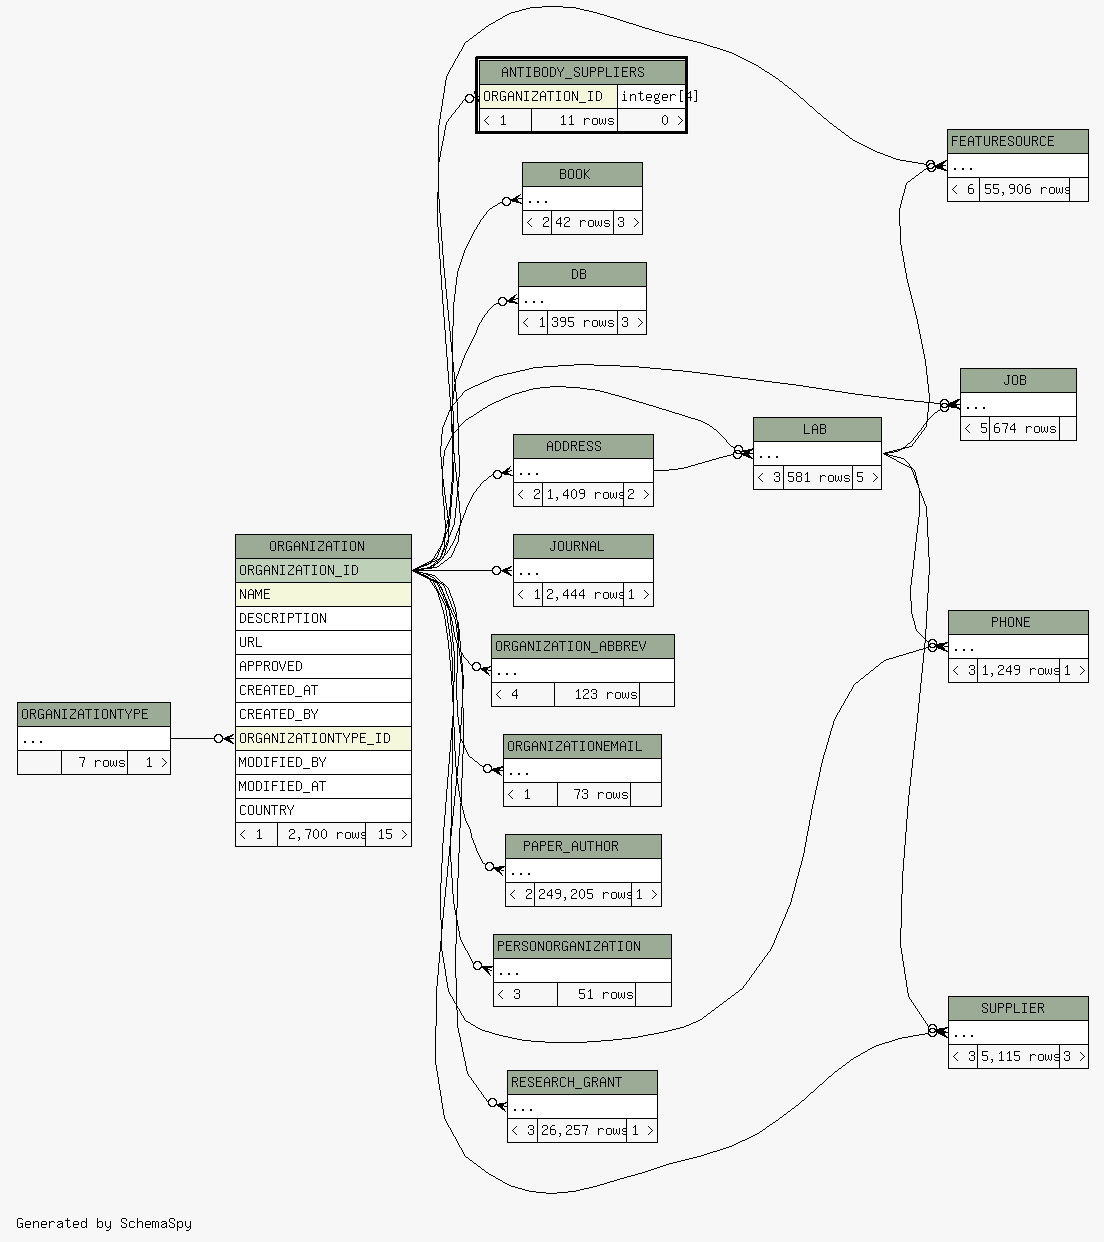 ANTIBODY_SUPPLIERS
ORGANIZATION_ID integer[4]
< 1 11 rows 0 >
BOOK
...
< 2 42 rows 3 >
DB
...
< 1 395 rows 3 >
ADDRESS
...
< 2 1,409 rows 2 >
JOURNAL
...
< 1 2,444 rows 1 >
ORGANIZATION_ABBREV
...
< 4 123 rows
ORGANIZATIONEMAIL
...
< 1 73 rows
PAPER_AUTHOR
...
< 2 249,205 rows 1 >
PERSONORGANIZATION
...
< 3 51 rows
RESEARCH_GRANT
...
< 3 26,257 rows 1 >
FEATURESOURCE
...
< 6 55,906 rows
JOB
...
< 5 674 rows
LAB
...
< 3 581 rows 5 >
PHONE
...
< 3 1,249 rows 1 >
SUPPLIER
...
< 3 5,115 rows 3 >
ORGANIZATION
ORGANIZATION_ID
NAME
DESCRIPTION
URL
APPROVED
CREATED_AT
CREATED_BY
ORGANIZATIONTYPE_ID
MODIFIED_BY
MODIFIED_AT
COUNTRY
< 1 2,700 rows 15 >
ORGANIZATIONTYPE
...
7 rows 1 >
Generated by SchemaSpy